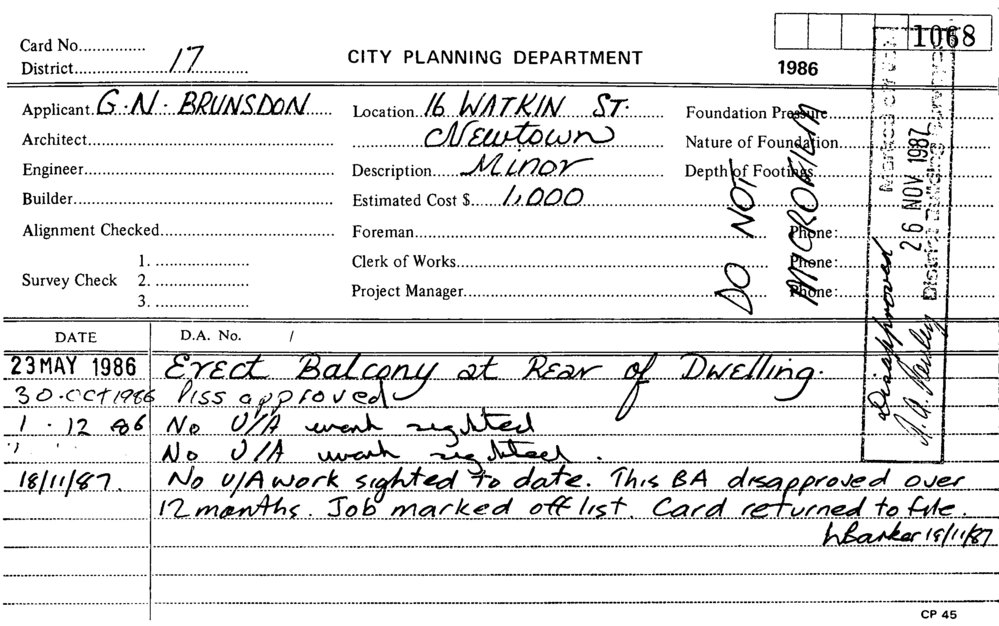 1068
Card No...............
District................17................
CITY PLANNING DEPARTMENT
1986
Applicant. G. N. BRUNSDON
Location. 16 WATKIN ST.
Foundation Pressure
Architect
Newtown
Nature of Foundation
Engineer
Description. Minor
Depth of Footings
Builder
Estimated Cost $ 1,000
Alignment Checked
Foreman
Phone:
Survey Check
1.
2.
3.
Clerk of Works
Phone:
Project Manager
Phone:
DO NOT
MICROFILM
26 NOV 1987
Disapproved
DATE
D.A. No. /
23 MAY 1986 Erect Balcony at Rear of Dwelling.
30 OCT 1986 Diss approved
1 . 12 86 No U/A work sighted
" " No U/A work sighted.
18/11/87. No U/A work sighted to date. This BA disapproved over
12 months. Job marked off list. Card returned to file.
Barker 18/11/87
CP 45